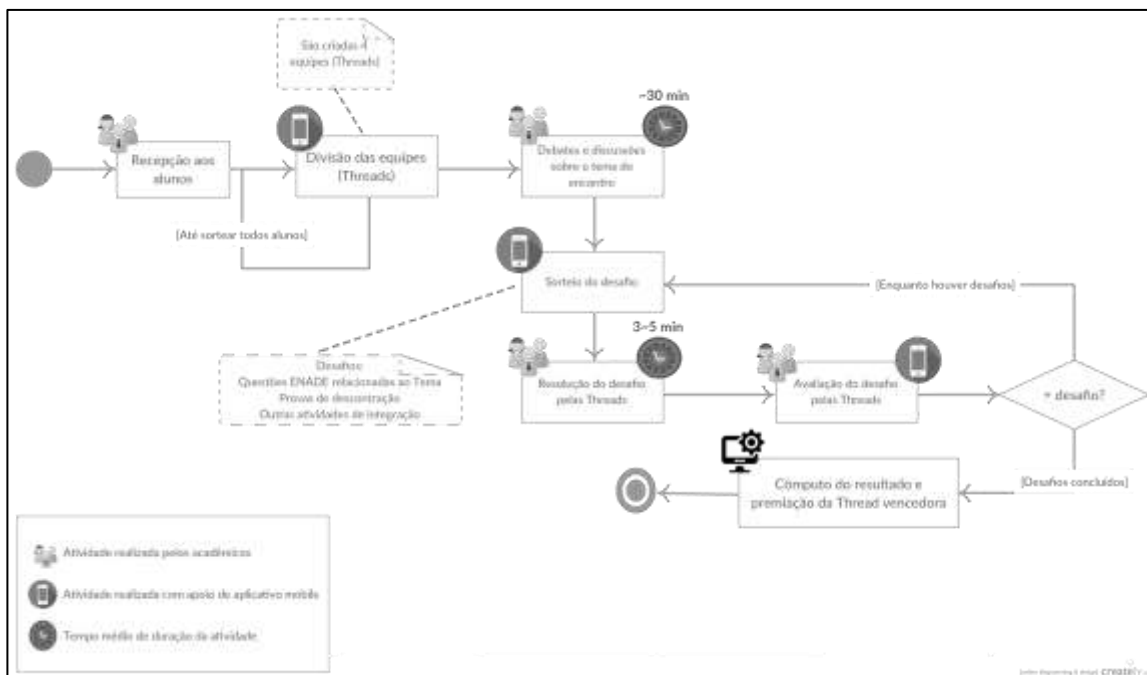 São criadas 4
equipes (Threads)
~30 min
Recepção aos
alunos
Divisão das equipes
(Threads)
Debates e discussões
sobre o tema do
encontro
[Até sortear todos alunos]
Sorteio do desafio
[Enquanto houver desafios]
3~5 min
Desafios
Questões ENADE relacionadas ao Tema
Provas de descontração
Outras atividades de integração
Resolução do desafio
pelas Threads
Avaliação do desafio
pelas Threads
+ desafio?
[Desafios concluídos]
Cômputo do resultado e
premiação da Thread vencedora
Atividade realizada pelos acadêmicos
Atividade realizada com apoio do aplicativo mobile
Tempo médio de duração da atividade.
creately